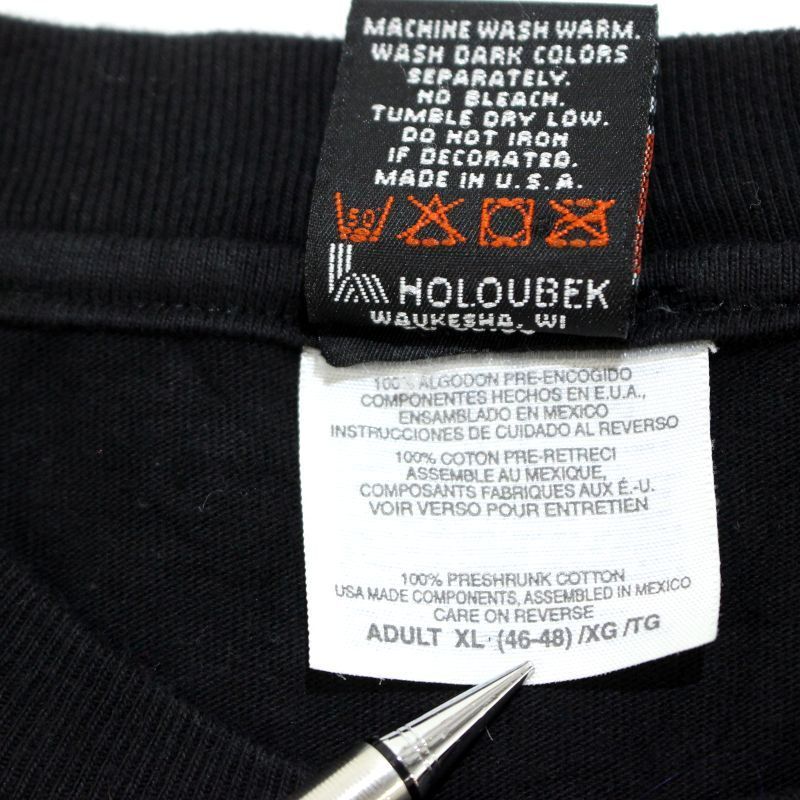 MACHINE WASH WARM.
WASH DARK COLORS
SEPARATELY.
NO BLEACH.
TUMBLE DRY LOW.
DO NOT IRON
IF DECORATED.
MADE IN U.S.A.
50
HOLOUBEK
WAUKESHA, WI
100% ALGODON PRE-ENCOGIDO
COMPONENTES HECHOS EN E.U.A.,
ENSAMBLADO EN MEXICO
INSTRUCCIONES DE CUIDADO AL REVERSO
100% COTON PRE-RETRECI
ASSEMBLE AU MEXIQUE,
COMPOSANTS FABRIQUES AUX É.-U.
VOIR VERSO POUR ENTRETIEN
100% PRESHRUNK COTTON
USA MADE COMPONENTS, ASSEMBLED IN MEXICO
CARE ON REVERSE
ADULT XL (46-48) /XG /TG